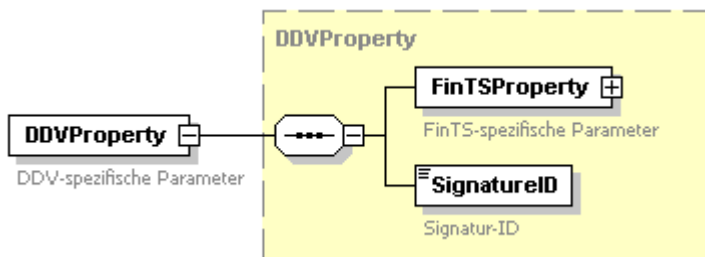 DDVProperty
FinTSProperty
FinTS-spezifische Parameter
DDVProperty
DDV-spezifische Parameter
SignatureID
Signatur-ID